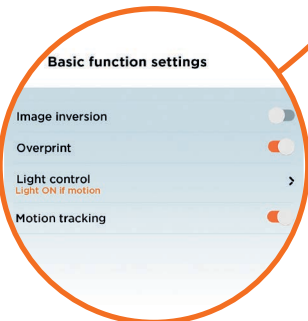 Basic function settings
Image inversion
Overprint
Light control
Light ON if motion
Motion tracking